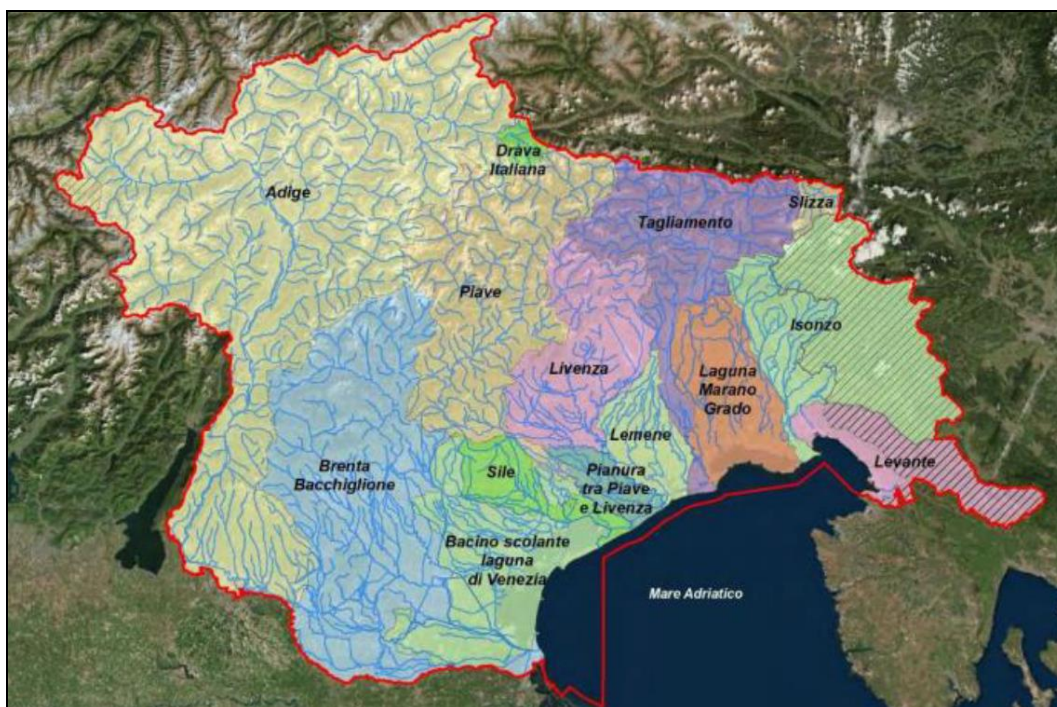 Drava
Italiana
Adige
Slizza
Tagliamento
Piave
Isonzo
Livenza
Laguna
Marano
Grado
Lemene
Levante
Brenta
Bacchiglione
Sile
Pianura
tra Piave
e Livenza
Bacino scolante
laguna
di Venezia
Mare Adriatico